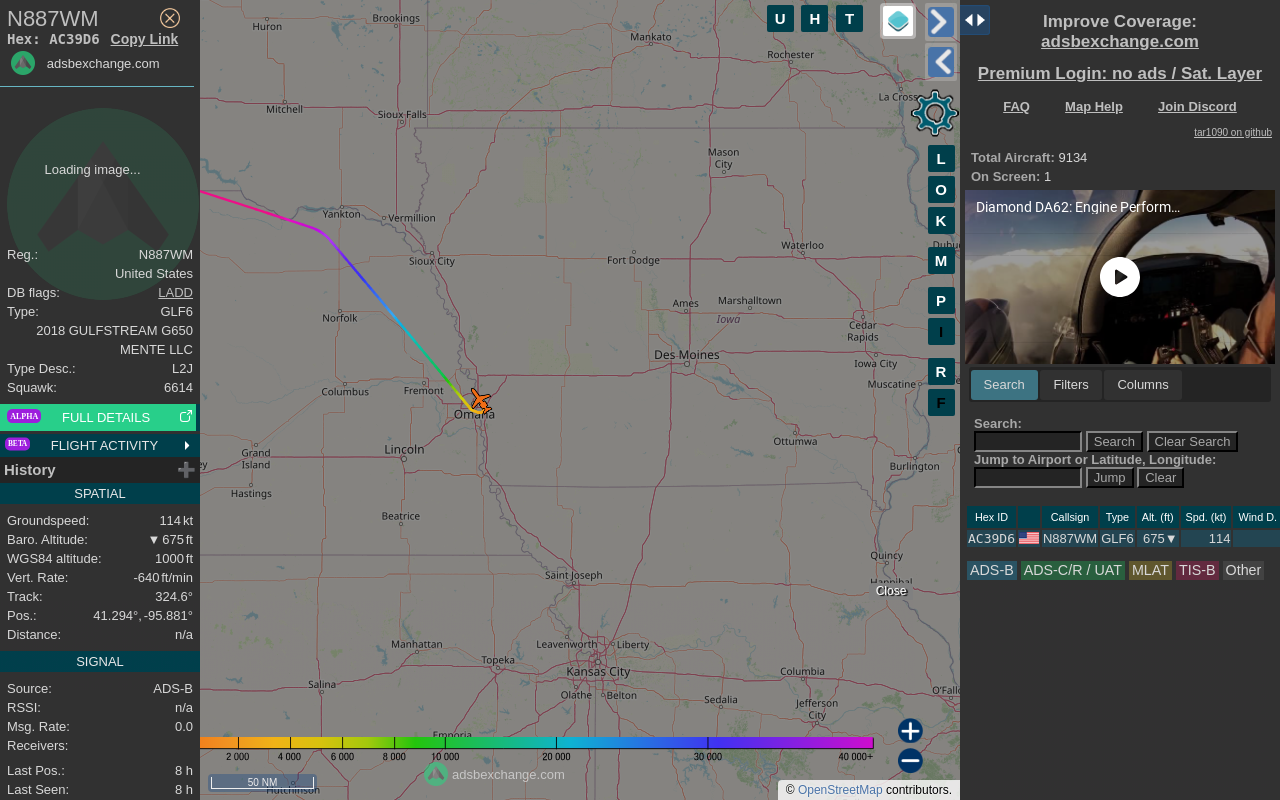 N887WM
Hex: AC39D6 Copy Link
adsbexchange.com
Loading image...
Reg.: N887WM
United States
DB flags: LADD
Type: GLF6
2018 GULFSTREAM G650
MENTE LLC
Type Desc.: L2J
Squawk: 6614
ALPHA FULL DETAILS
BETA FLIGHT ACTIVITY
History
SPATIAL
Groundspeed: 114 kt
Baro. Altitude: ▼ 675 ft
WGS84 altitude: 1000 ft
Vert. Rate: -640 ft/min
Track: 324.6°
Pos.: 41.294°, -95.881°
Distance: n/a
SIGNAL
Source: ADS-B
RSSI: n/a
Msg. Rate: 0.0
Receivers:
Last Pos.: 8 h
Last Seen: 8 h
Huron
Brookings
Mankato
Rochester
La Crosse
Mitchell
Sioux Falls
Mason
City
Yankton
Vermillion
Sioux City
Fort Dodge
Waterloo
Dubu
Ames
Marshalltown
Iowa
Norfolk
Cedar
Rapids
Des Moines
Iowa City
Columbus
Fremont
Muscatine
Omaha
Ottumwa
Grand
Island
Lincoln
Burlington
Hastings
Beatrice
Quincy
Saint Joseph
Hannibal
Close
Manhattan
Leavenworth
Liberty
Topeka
Kansas City
Columbia
Salina
Olathe
Belton
Sedalia
Jefferson
City
O'Fallo
Emporia
Hutchinson
U H T
L
O
K
M
P
I
R
F
2 000 4 000 6 000 8 000 10 000 20 000 30 000 40 000+
50 NM
adsbexchange.com
© OpenStreetMap contributors.
Improve Coverage:
adsbexchange.com
Premium Login: no ads / Sat. Layer
FAQ Map Help Join Discord
tar1090 on github
Total Aircraft: 9134
On Screen: 1
Diamond DA62: Engine Perform...
Search Filters Columns
Search:
Search Clear Search
Jump to Airport or Latitude, Longitude:
Jump Clear
Hex ID Callsign Type Alt. (ft) Spd. (kt) Wind D.
AC39D6 N887WM GLF6 675▼ 114
ADS-B ADS-C/R / UAT MLAT TIS-B Other